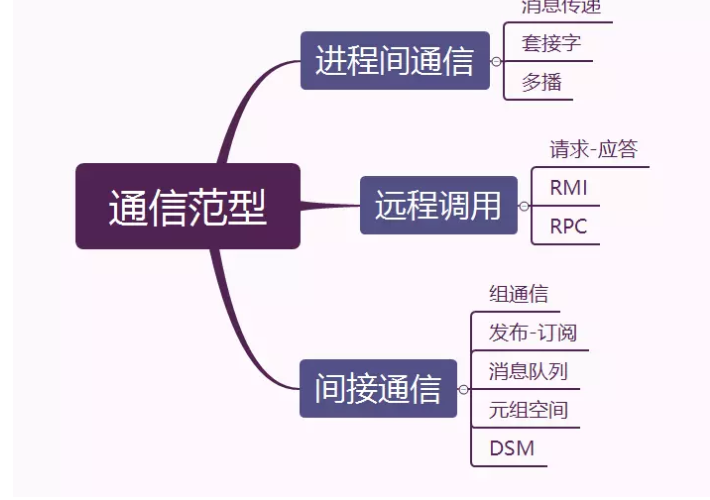 消息传递
进程间通信
套接字
多播
请求-应答
通信范型
远程调用
RMI
RPC
组通信
发布-订阅
间接通信
消息队列
元组空间
DSM